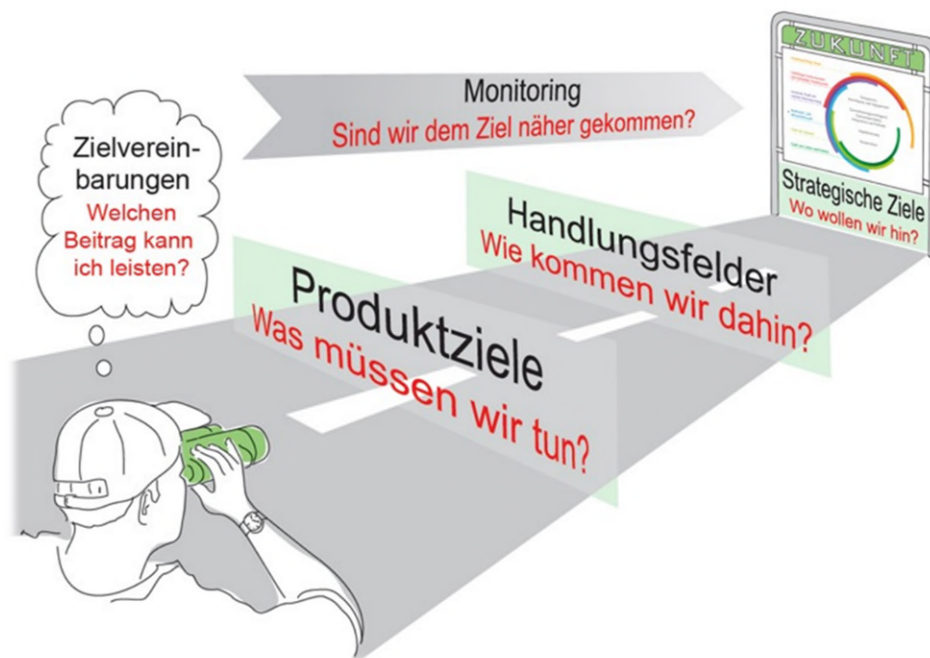 ZUKUNFT
Monitoring
Sind wir dem Ziel näher gekommen?
Zielverein-
barungen
Welchen
Beitrag kann
ich leisten?
Strategische Ziele
Wo wollen wir hin?
Handlungsfelder
Wie kommen wir dahin?
Produktziele
Was müssen wir tun?